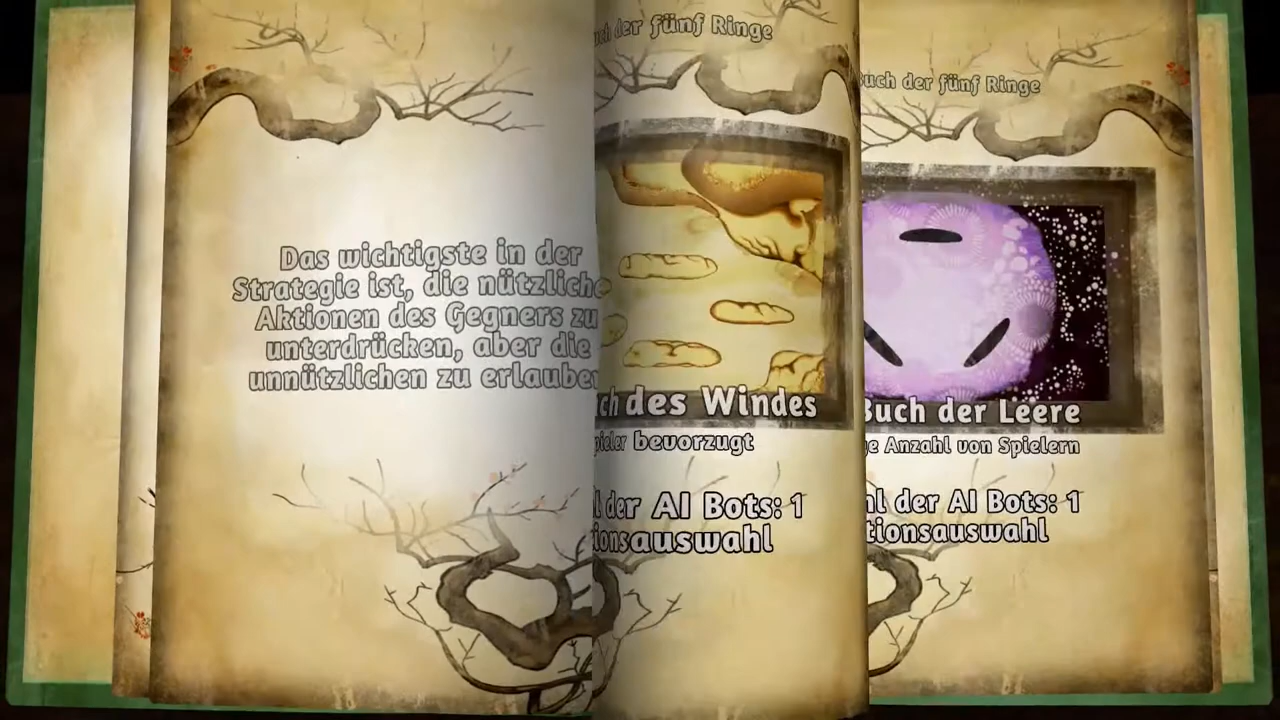 Das wichtigste in der
Strategie ist, die nützliche
Aktionen des Gegners zu
unterdrücken, aber die
unnützlichen zu erlauben
uch der fünf Ringe
ch des Windes
pieler bevorzugt
l der AI Bots: 1
ionsauswahl
Buch der fünf Ringe
Buch der Leere
e Anzahl von Spielern
hl der AI Bots: 1
tionsauswahl